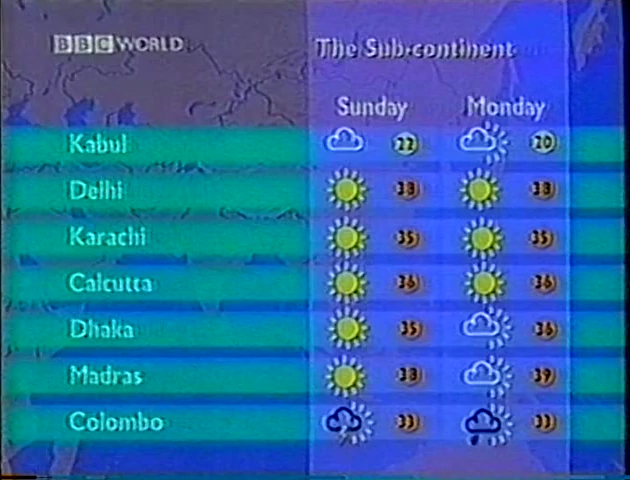 BBC WORLD
The Sub-continent
Sunday Monday
Kabul 22 20
Delhi 38 38
Karachi 35 35
Calcutta 36 36
Dhaka 35 36
Madras 38 39
Colombo 33 33